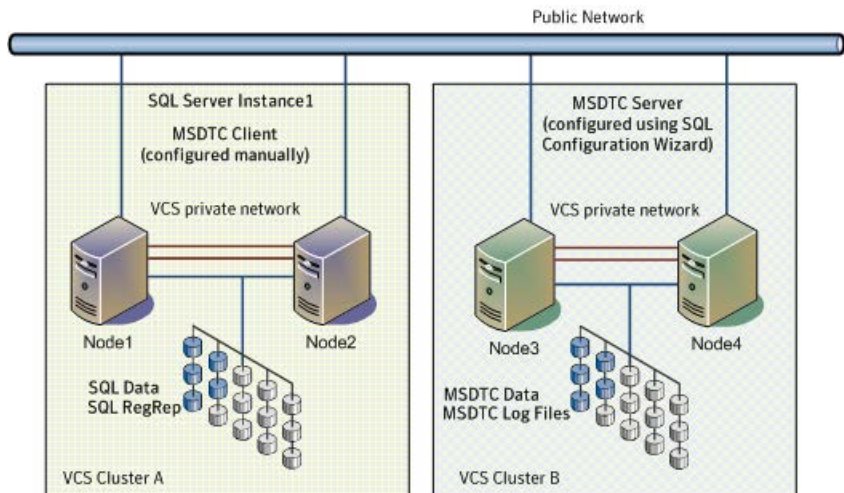 Public Network
SQL Server Instance1
MSDTC Client
(configured manually)
VCS private network
Node1
Node2
SQL Data
SQL RegRep
VCS Cluster A
MSDTC Server
(configured using SQL
Configuration Wizard)
VCS private network
Node3
Node4
MSDTC Data
MSDTC Log Files
VCS Cluster B